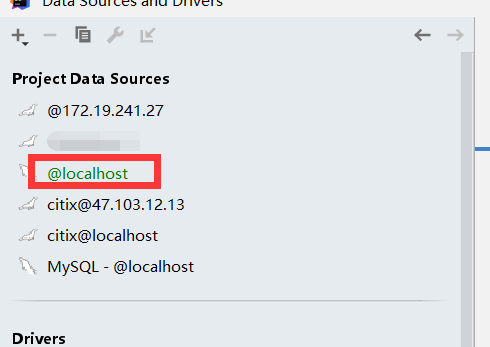 Data Sources and Drivers
Project Data Sources
@172.19.241.27
@localhost
citix@47.103.12.13
citix@localhost
MySQL - @localhost
Drivers